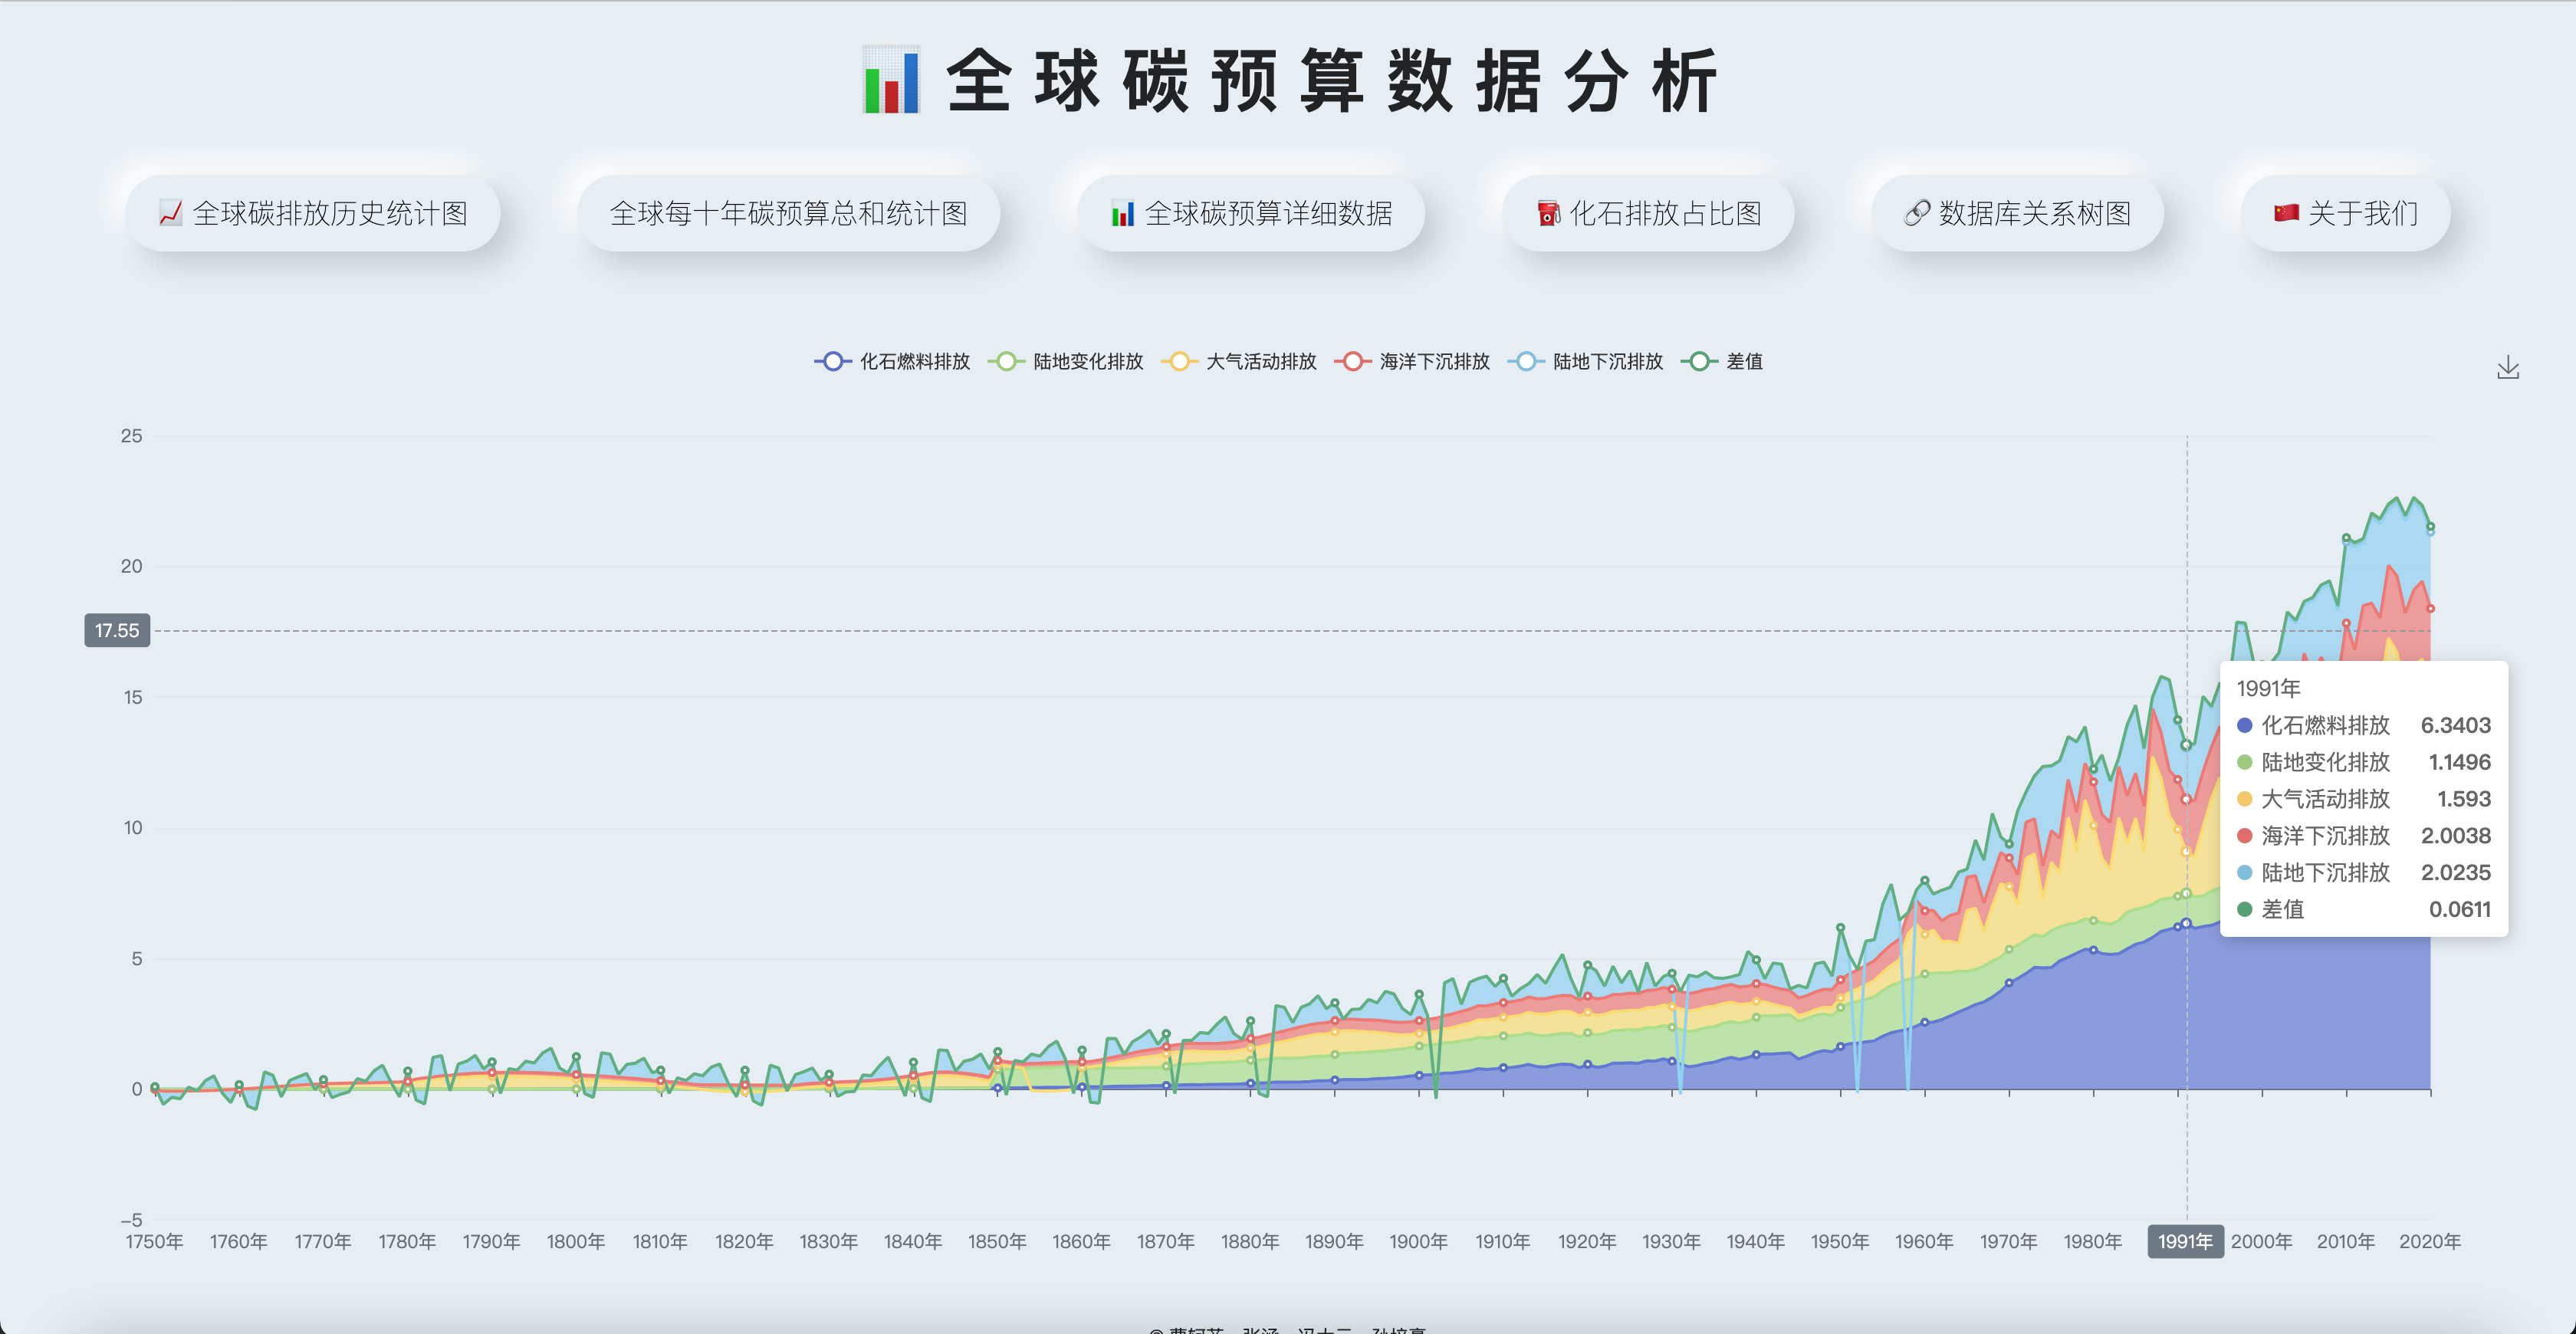 📊 全球碳预算数据分析
📈 全球碳排放历史统计图
全球每十年碳预算总和统计图
📊 全球碳预算详细数据
⛽ 化石排放占比图
🔗 数据库关系树图
🇨🇳 关于我们
化石燃料排放 陆地变化排放 大气活动排放 海洋下沉排放 陆地下沉排放 差值
25
20
17.55
15
10
5
0
-5
1991年
化石燃料排放 6.3403
陆地变化排放 1.1496
大气活动排放 1.593
海洋下沉排放 2.0038
陆地下沉排放 2.0235
差值 0.0611
1750年 1760年 1770年 1780年 1790年 1800年 1810年 1820年 1830年 1840年 1850年 1860年 1870年 1880年 1890年 1900年 1910年 1920年 1930年 1940年 1950年 1960年 1970年 1980年 1991年 2000年 2010年 2020年